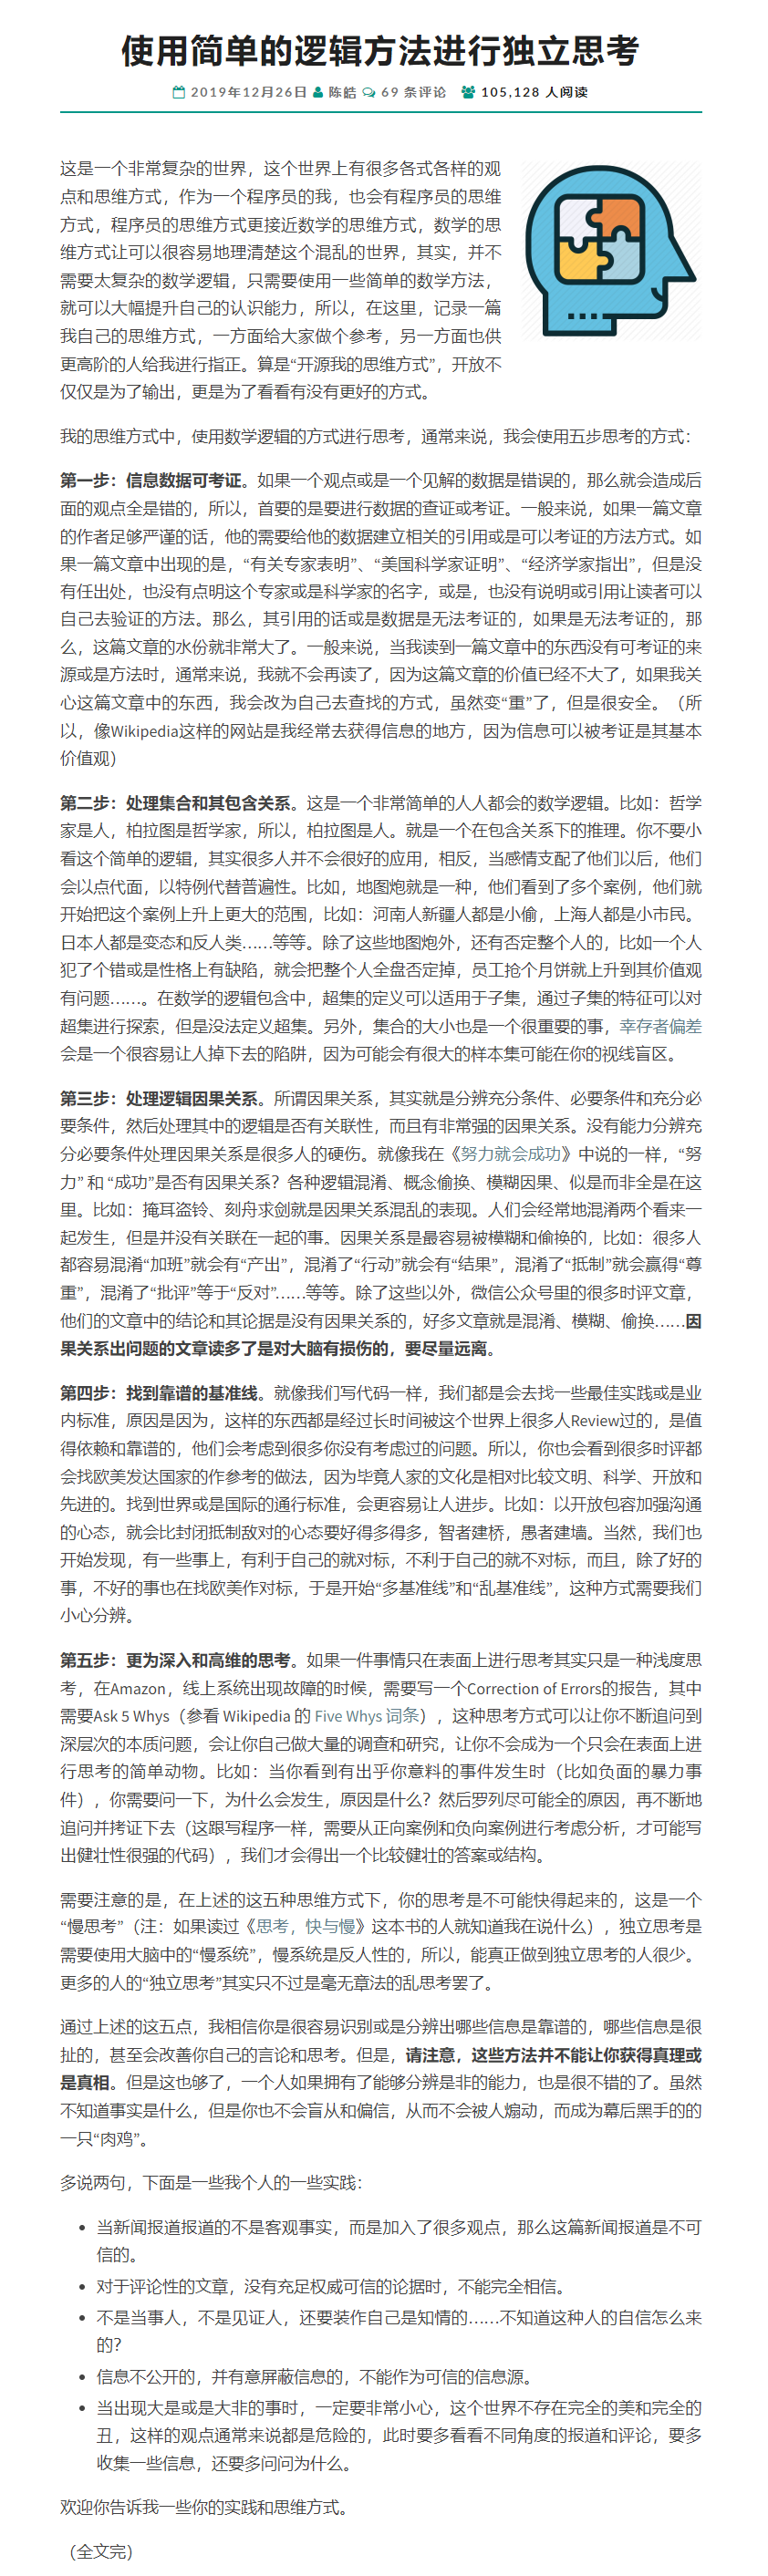 使用简单的逻辑方法进行独立思考
2019年12月26日 陈皓 69 条评论 105,128 人阅读
这是一个非常复杂的世界，这个世界上有很多各式各样的观
点和思维方式，作为一个程序员的我，也会有程序员的思维
方式，程序员的思维方式更接近数学的思维方式，数学的思
维方式让可以很容易地理清楚这个混乱的世界，其实，并不
需要太复杂的数学逻辑，只需要使用一些简单的数学方法，
就可以大幅提升自己的认识能力，所以，在这里，记录一篇
我自己的思维方式，一方面给大家做个参考，另一方面也供
更高阶的人给我进行指正。算是“开源我的思维方式”，开放不
仅仅是为了输出，更是为了看看有没有更好的方式。
我的思维方式中，使用数学逻辑的方式进行思考，通常来说，我会使用五步思考的方式：
第一步：信息数据可考证。如果一个观点或是一个见解的数据是错误的，那么就会造成后
面的观点全是错的，所以，首要的是要进行数据的查证或考证。一般来说，如果一篇文章
的作者足够严谨的话，他的需要给他的数据建立相关的引用或是可以考证的方法方式。如
果一篇文章中出现的是，“有关专家表明”、“美国科学家证明”、“经济学家指出”，但是没
有任出处，也没有点明这个专家或是科学家的名字，或是，也没有说明或引用让读者可以
自己去验证的方法。那么，其引用的话或是数据是无法考证的，如果是无法考证的，那
么，这篇文章的水份就非常大了。一般来说，当我读到一篇文章中的东西没有可考证的来
源或是方法时，通常来说，我就不会再读了，因为这篇文章的价值已经不大了，如果我关
心这篇文章中的东西，我会改为自己去查找的方式，虽然变“重”了，但是很安全。（所
以，像Wikipedia这样的网站是我经常去获得信息的地方，因为信息可以被考证是其基本
价值观）
第二步：处理集合和其包含关系。这是一个非常简单的人人都会的数学逻辑。比如：哲学
家是人，柏拉图是哲学家，所以，柏拉图是人。就是一个在包含关系下的推理。你不要小
看这个简单的逻辑，其实很多人并不会很好的应用，相反，当感情支配了他们以后，他们
会以点代面，以特例代替普遍性。比如，地图炮就是一种，他们看到了多个案例，他们就
开始把这个案例上升上更大的范围，比如：河南人新疆人都是小偷，上海人都是小市民。
日本人都是变态和反人类……等等。除了这些地图炮外，还有否定整个人的，比如一个人
犯了个错或是性格上有缺陷，就会把整个人全盘否定掉，员工抢个月饼就上升到其价值观
有问题……。在数学的逻辑包含中，超集的定义可以适用于子集，通过子集的特征可以对
超集进行探索，但是没法定义超集。另外，集合的大小也是一个很重要的事，幸存者偏差
会是一个很容易让人掉下去的陷阱，因为可能会有很大的样本集可能在你的视线盲区。
第三步：处理逻辑因果关系。所谓因果关系，其实就是分辨充分条件、必要条件和充分必
要条件，然后处理其中的逻辑是否有关联性，而且有非常强的因果关系。没有能力分辨充
分必要条件处理因果关系是很多人的硬伤。就像我在《努力就会成功》中说的一样，“努
力” 和 “成功”是否有因果关系？各种逻辑混淆、概念偷换、模糊因果、似是而非全是在这
里。比如：掩耳盗铃、刻舟求剑就是因果关系混乱的表现。人们会经常地混淆两个看来一
起发生，但是并没有关联在一起的事。因果关系是最容易被模糊和偷换的，比如：很多人
都容易混淆“加班”就会有“产出”，混淆了“行动”就会有“结果”，混淆了“抵制”就会赢得“尊
重”，混淆了“批评”等于“反对”……等等。除了这些以外，微信公众号里的很多时评文章，
他们的文章中的结论和其论据是没有因果关系的，好多文章就是混淆、模糊、偷换……因
果关系出问题的文章读多了是对大脑有损伤的，要尽量远离。
第四步：找到靠谱的基准线。就像我们写代码一样，我们都是会去找一些最佳实践或是业
内标准，原因是因为，这样的东西都是经过长时间被这个世界上很多人Review过的，是值
得依赖和靠谱的，他们会考虑到很多你没有考虑过的问题。所以，你也会看到很多时评都
会找欧美发达国家的作参考的做法，因为毕竟人家的文化是相对比较文明、科学、开放和
先进的。找到世界或是国际的通行标准，会更容易让人进步。比如：以开放包容加强沟通
的心态，就会比封闭抵制敌对的心态要好得多得多，智者建桥，愚者建墙。当然，我们也
开始发现，有一些事上，有利于自己的就对标，不利于自己的就不对标，而且，除了好的
事，不好的事也在找欧美作对标，于是开始“多基准线”和“乱基准线”，这种方式需要我们
小心分辨。
第五步：更为深入和高维的思考。如果一件事情只在表面上进行思考其实只是一种浅度思
考，在Amazon，线上系统出现故障的时候，需要写一个Correction of Errors的报告，其中
需要Ask 5 Whys（参看 Wikipedia 的 Five Whys 词条），这种思考方式可以让你不断追问到
深层次的本质问题，会让你自己做大量的调查和研究，让你不会成为一个只会在表面上进
行思考的简单动物。比如：当你看到有出乎你意料的事件发生时（比如负面的暴力事
件），你需要问一下，为什么会发生，原因是什么？然后罗列尽可能全的原因，再不断地
追问并拷证下去（这跟写程序一样，需要从正向案例和负向案例进行考虑分析，才可能写
出健壮性很强的代码），我们才会得出一个比较健壮的答案或结构。
需要注意的是，在上述的这五种思维方式下，你的思考是不可能快得起来的，这是一个
“慢思考”（注：如果读过《思考，快与慢》这本书的人就知道我在说什么），独立思考是
需要使用大脑中的“慢系统”，慢系统是反人性的，所以，能真正做到独立思考的人很少。
更多的人的“独立思考”其实只不过是毫无章法的乱思考罢了。
通过上述的这五点，我相信你是很容易识别或是分辨出哪些信息是靠谱的，哪些信息是很
扯的，甚至会改善你自己的言论和思考。但是，请注意，这些方法并不能让你获得真理或
是真相。但是这也够了，一个人如果拥有了能够分辨是非的能力，也是很不错的了。虽然
不知道事实是什么，但是你也不会盲从和偏信，从而不会被人煽动，而成为幕后黑手的的
一只“肉鸡”。
多说两句，下面是一些我个人的一些实践：
• 当新闻报道报道的不是客观事实，而是加入了很多观点，那么这篇新闻报道是不可
信的。
• 对于评论性的文章，没有充足权威可信的论据时，不能完全相信。
• 不是当事人，不是见证人，还要装作自己是知情的……不知道这种人的自信怎么来
的？
• 信息不公开的，并有意屏蔽信息的，不能作为可信的信息源。
• 当出现大是或是大非的事时，一定要非常小心，这个世界不存在完全的美和完全的
丑，这样的观点通常来说都是危险的，此时要多看看不同角度的报道和评论，要多
收集一些信息，还要多问问为什么。
欢迎你告诉我一些你的实践和思维方式。
（全文完）